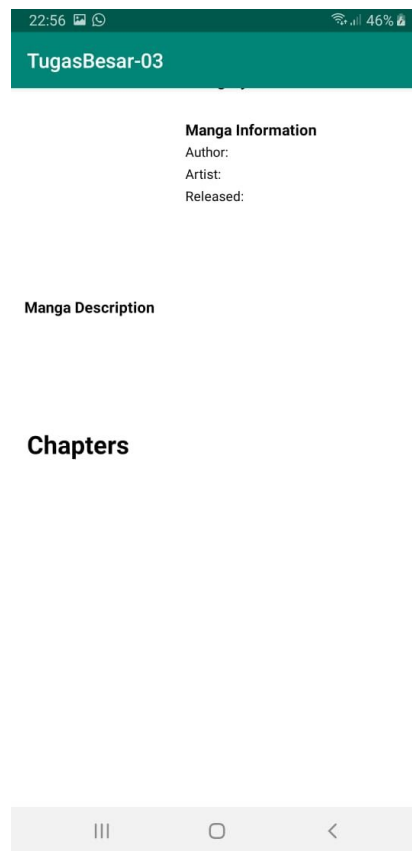 22:56 46%
TugasBesar-03
Manga Information
Author:
Artist:
Released:
Manga Description
Chapters